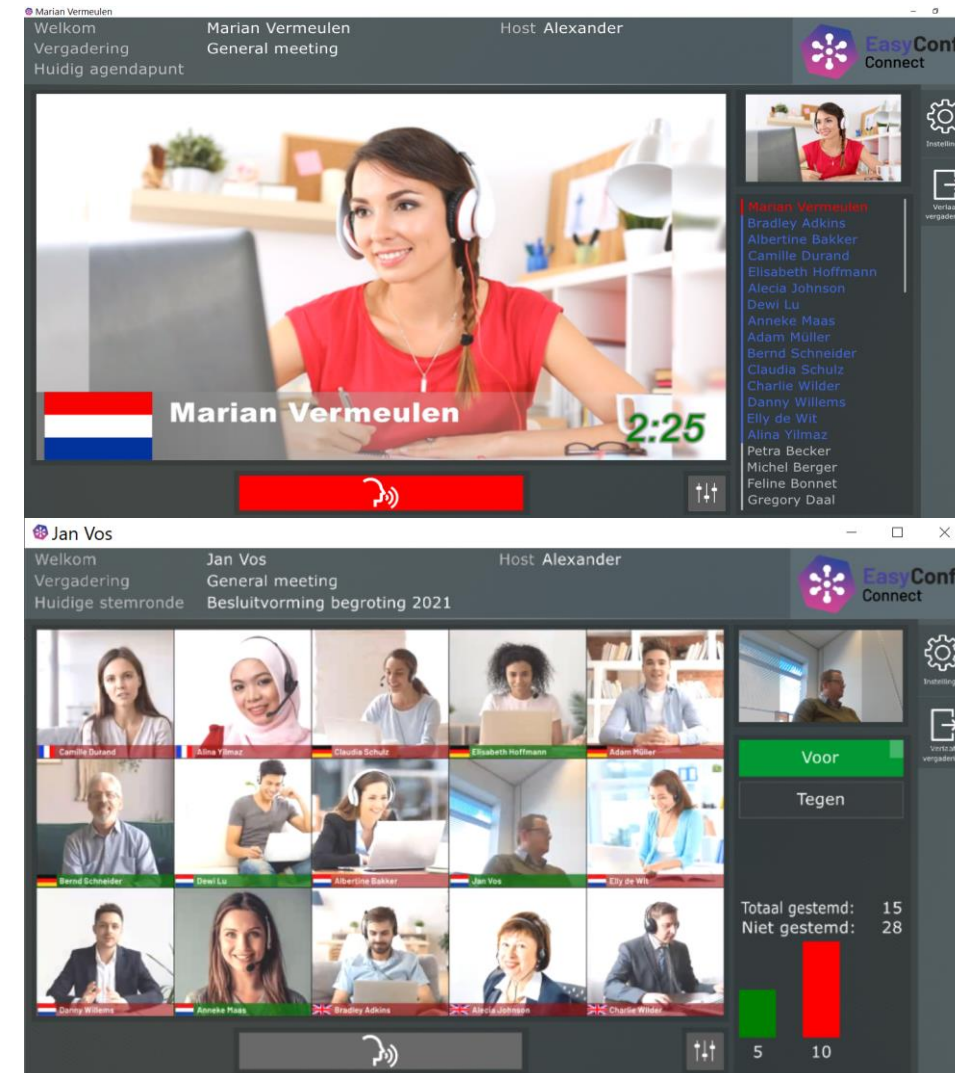 Marian Vermeulen
Welkom Marian Vermeulen Host Alexander
Vergadering General meeting
Huidig agendapunt
EasyConf
Connect
Marian Vermeulen
2:25
Marian Vermeulen
Bradley Adkins
Albertine Bakker
Camille Durand
Elisabeth Hoffmann
Alecia Johnson
Dewi Lu
Anneke Maas
Adam Müller
Bernd Schneider
Claudia Schulz
Charlie Wilder
Danny Willems
Elly de Wit
Alina Yilmaz
Petra Becker
Michel Berger
Feline Bonnet
Gregory Daal
Instelling
Verlaa
vergader
Jan Vos
Welkom Jan Vos Host Alexander
Vergadering General meeting
Huidige stemronde Besluitvorming begroting 2021
EasyConf
Connect
Camille Durand Alina Yilmaz Claudia Schulz Elisabeth Hoffmann Adam Müller
Bernd Schneider Dewi Lu Albertine Bakker Jan Vos Elly de Wit
Danny Willems Anneke Maas Bradley Adkins Alecia Johnson Charlie Wilder
Voor
Tegen
Totaal gestemd: 15
Niet gestemd: 28
5 10
Instelling
Verlaa
vergader